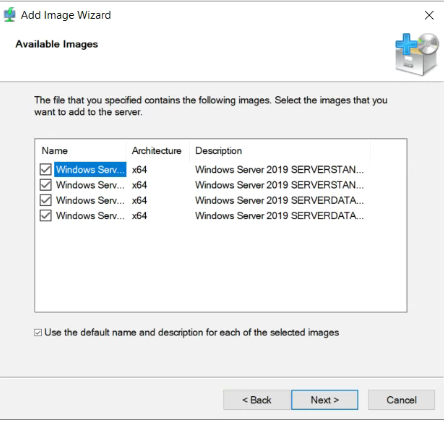 Add Image Wizard
Available Images
The file that you specified contains the following images. Select the images that you
want to add to the server.
Name Architecture Description
Windows Serv... x64 Windows Server 2019 SERVERSTAN...
Windows Serv... x64 Windows Server 2019 SERVERSTAN...
Windows Serv... x64 Windows Server 2019 SERVERDATA...
Windows Serv... x64 Windows Server 2019 SERVERDATA...
Use the default name and description for each of the selected images
< Back Next > Cancel